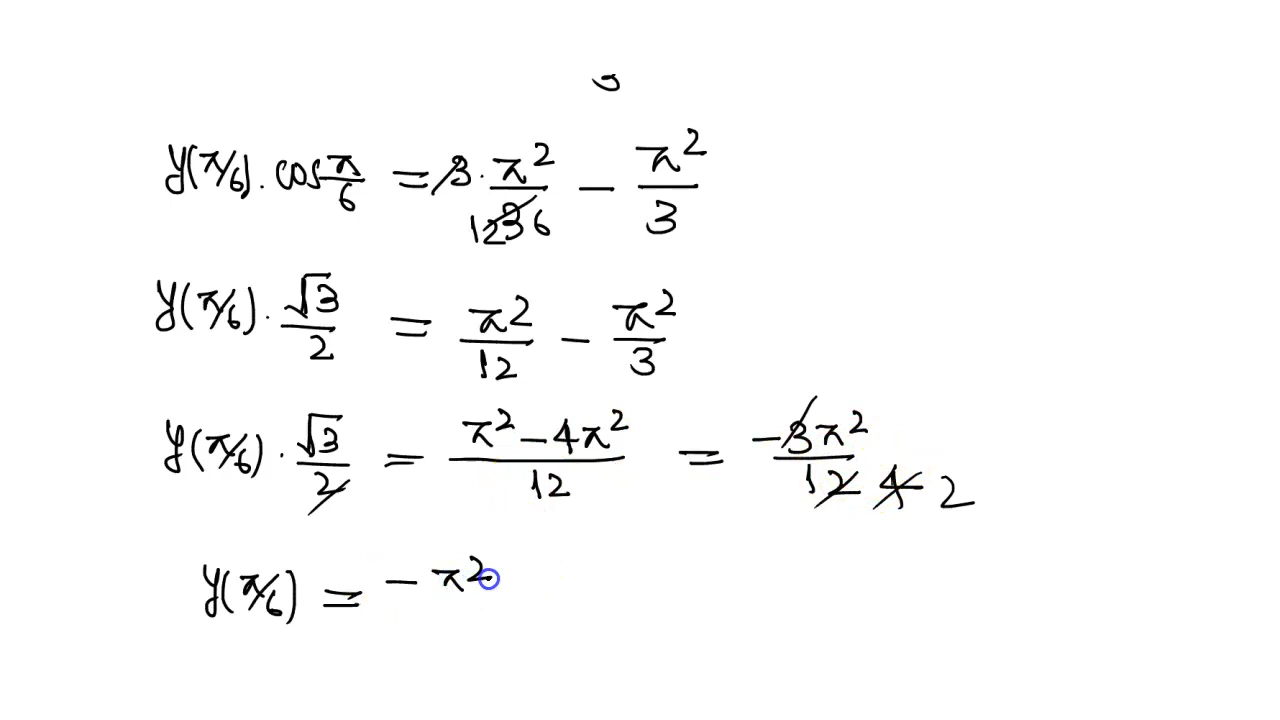 y(π/6) . cos π/6 = 3 . π²/36 12 − π²/3
y(π/6) . √3/2 = π²/12 − π²/3
y(π/6) . √3/2 = (π² − 4π²)/12 = −3π²/12 4 2
y(π/6) = − π²